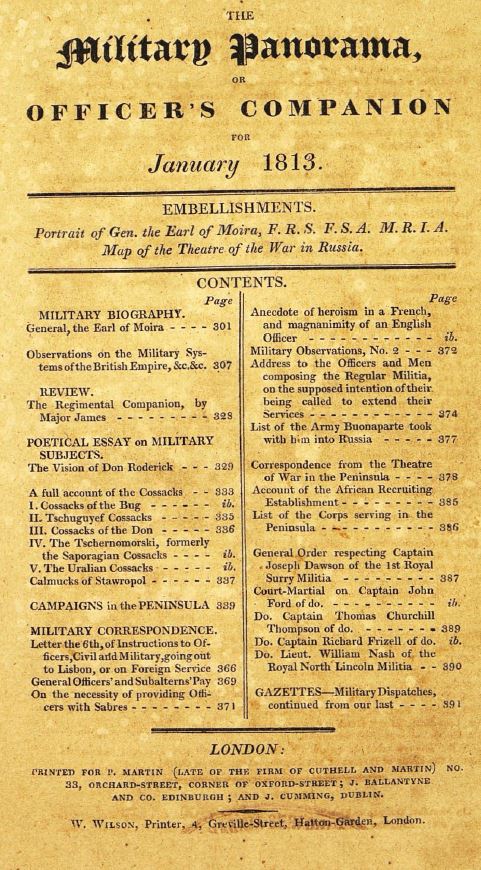 THE
Military Panorama,
OR
OFFICER'S COMPANION
FOR
January 1813.
EMBELLISHMENTS.
Portrait of Gen. the Earl of Moira, F. R. S. F. S. A. M. R. I. A.
Map of the Theatre of the War in Russia.
CONTENTS.
Page
MILITARY BIOGRAPHY.
General, the Earl of Moira - - - - 301
Observations on the Military Sys-
tems of the British Empire, &c.&c. 307
REVIEW.
The Regimental Companion, by
Major James - - - - - - - - - 328
POETICAL ESSAY on MILITARY
SUBJECTS.
The Vision of Don Roderick - - - 329
A full account of the Cossacks - - 333
I. Cossacks of the Bug - - - - - - ib.
II. Tschuguyef Cossacks - - - - 335
III. Cossacks of the Don - - - - 336
IV. The Tschernomorski, formerly
the Saporagian Cossacks - - - - ib.
V. The Uralian Cossacks - - - - - ib.
Calmucks of Stawropol - - - - - - 337
CAMPAIGNS in the PENINSULA 339
MILITARY CORRESPONDENCE.
Letter the 6th, of Instructions to Of-
ficers, Civil and Military, going out
to Lisbon, or on Foreign Service 366
General Officers' and Subalterns' Pay 369
On the necessity of providing Offi-
cers with Sabres - - - - - - - - 371
Page
Anecdote of heroism in a French,
and magnanimity of an English
Officer - - - - - - - - - - - - ib.
Military Observations, No. 2 - - - 372
Address to the Officers and Men
composing the Regular Militia,
on the supposed intention of their
being called to extend their
Services - - - - - - - - - - - - 374
List of the Army Buonaparte took
with him into Russia - - - - - 377
Correspondence from the Theatre
of War in the Peninsula - - - - 378
Account of the African Recruiting
Establishment - - - - - - - - - 385
List of the Corps serving in the
Peninsula - - - - - - - - - - - 386
General Order respecting Captain
Joseph Dawson of the 1st Royal
Surry Militia - - - - - - - - - 387
Court-Martial on Captain John
Ford of do. - - - - - - - - - - - ib.
Do. Captain Thomas Churchill
Thompson of do. - - - - - - - 389
Do. Captain Richard Frizell of do. ib.
Do. Lieut. William Nash of the
Royal North Lincoln Militia - - 390
GAZETTES—Military Dispatches,
continued from our last - - - - 391
LONDON:
PRINTED FOR P. MARTIN (LATE OF THE FIRM OF CUTHELL AND MARTIN) NO.
33, ORCHARD-STREET, CORNER OF OXFORD-STREET; J. BALLANTYNE
AND CO. EDINBURGH; AND J. CUMMING, DUBLIN.
W. WILSON, Printer, 4, Greville-Street, Hatton-Garden, London.